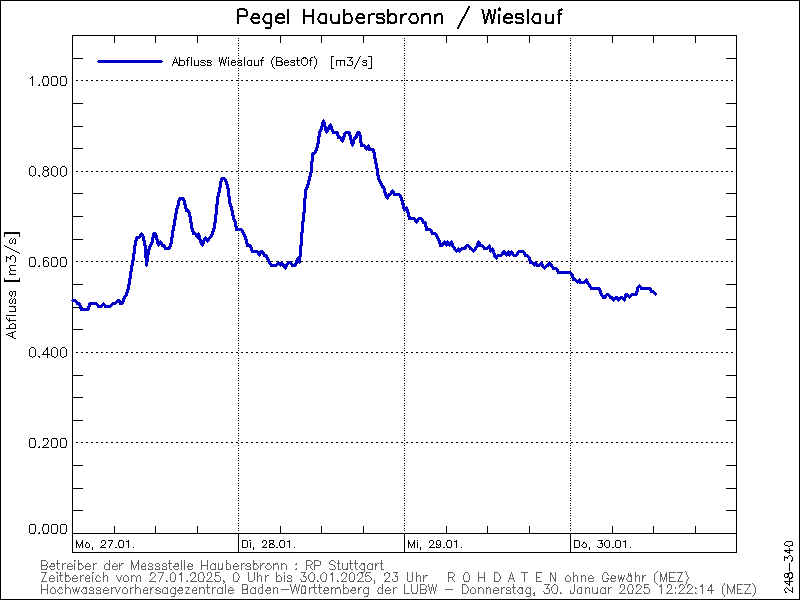 Pegel Haubersbronn / Wieslauf
Abfluss Wieslauf (BestOf) [m3/s]
1.000
0.800
0.600
0.400
0.200
0.000
Abfluss [m3/s]
Mo, 27.01.
Di, 28.01.
Mi, 29.01.
Do, 30.01.
Betreiber der Messstelle Haubersbronn : RP Stuttgart
Zeitbereich vom 27.01.2025, 0 Uhr bis 30.01.2025, 23 Uhr R O H D A T E N ohne Gewähr (MEZ)
Hochwasservorhersagezentrale Baden-Württemberg der LUBW - Donnerstag, 30. Januar 2025 12:22:14 (MEZ)
248-340